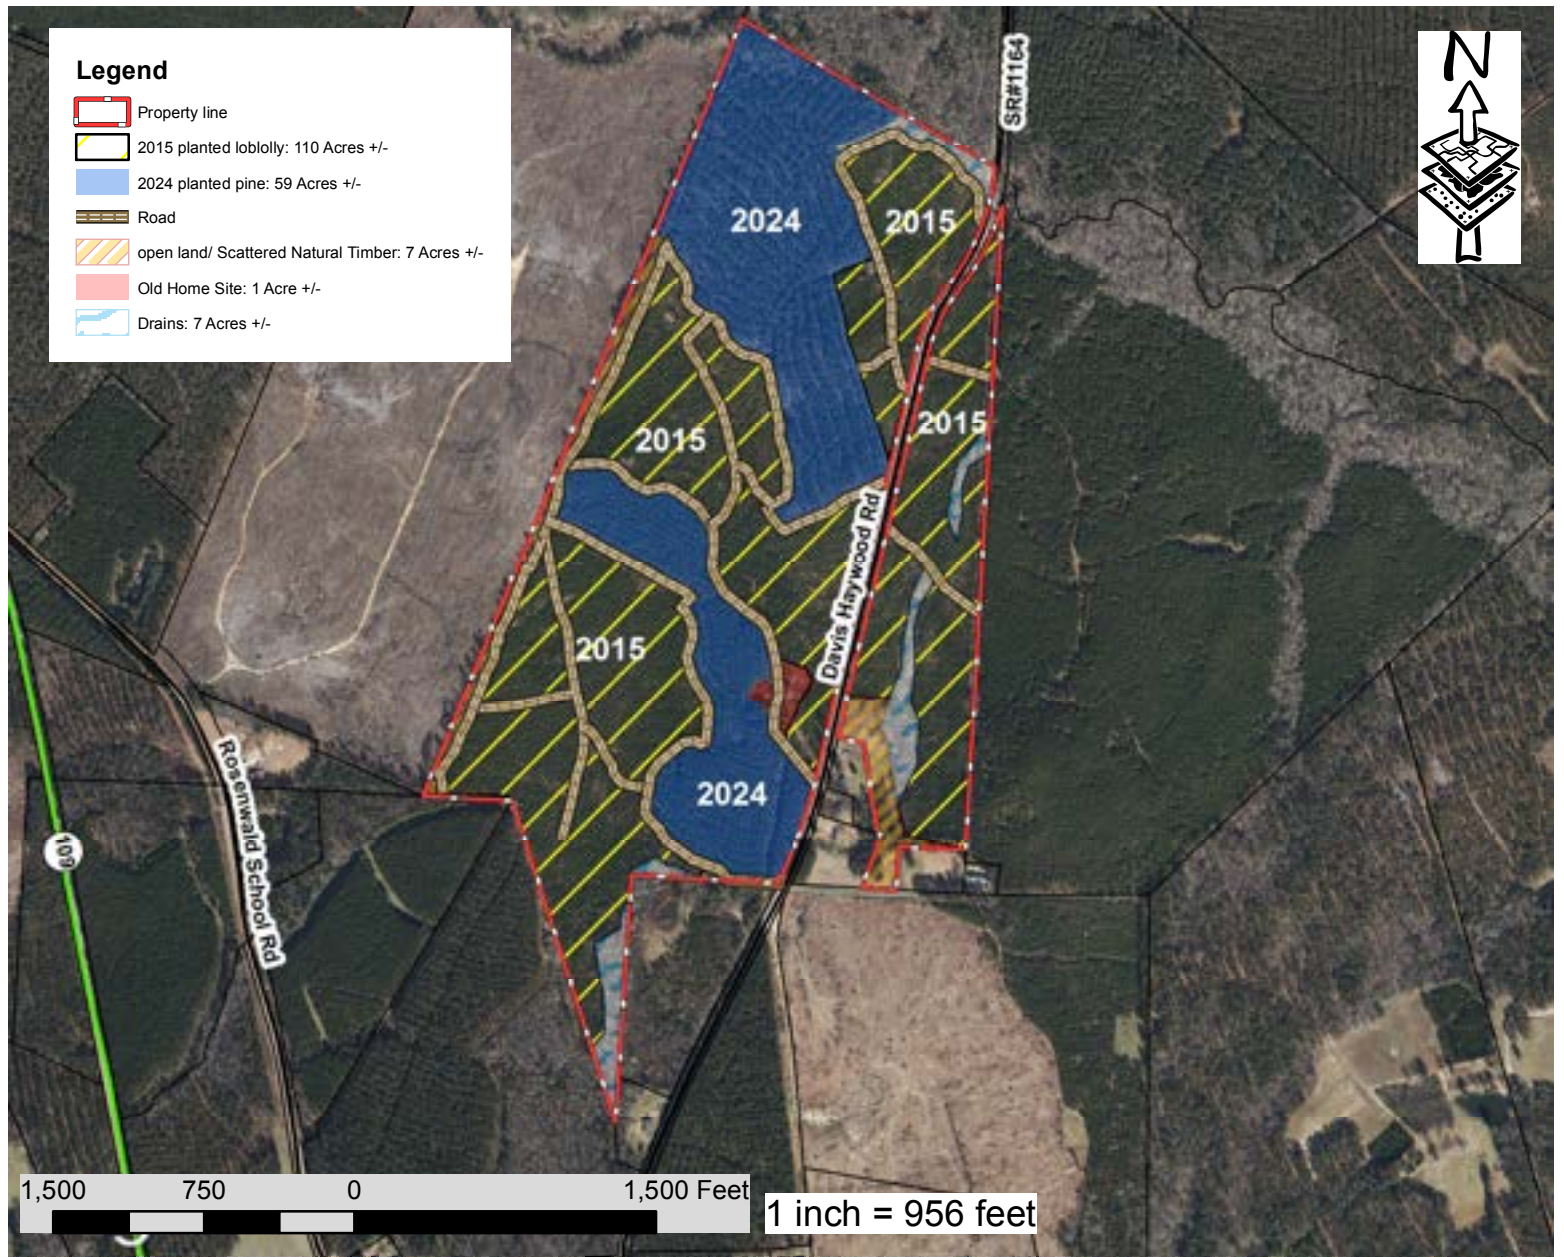 Legend
Property line
2015 planted loblolly: 110 Acres +/-
2024 planted pine: 59 Acres +/-
Road
open land/ Scattered Natural Timber: 7 Acres +/-
Old Home Site: 1 Acre +/-
Drains: 7 Acres +/-
N
SR#1164
2024
2015
2015
2015
Davis Haywood Rd
2015
2024
Rosenwald School Rd
109
1,500 750 0 1,500 Feet
1 inch = 956 feet